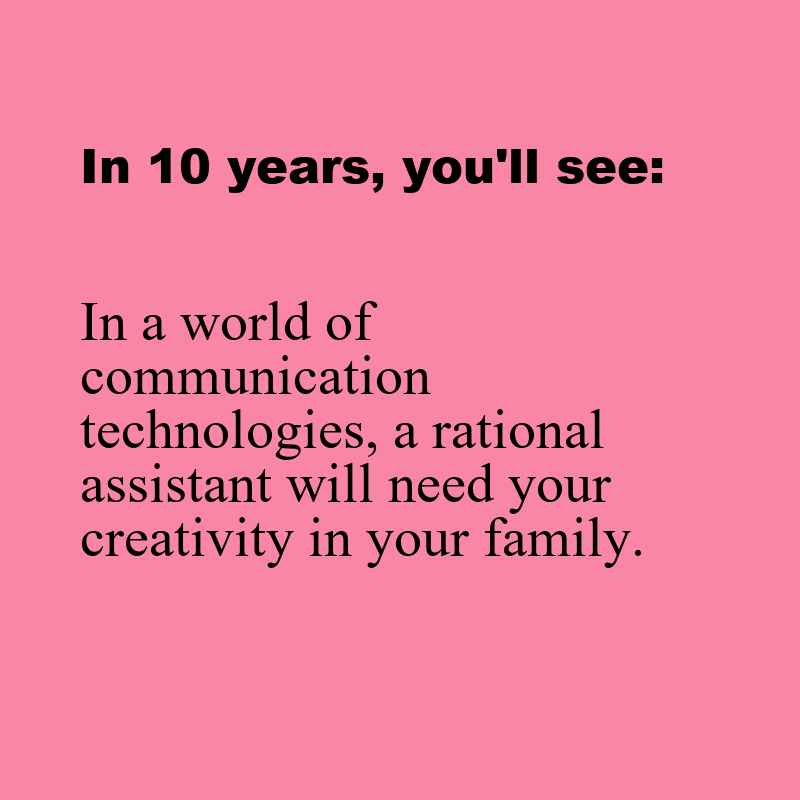 In 10 years, you'll see:
In a world of
communication
technologies, a rational
assistant will need your
creativity in your family.